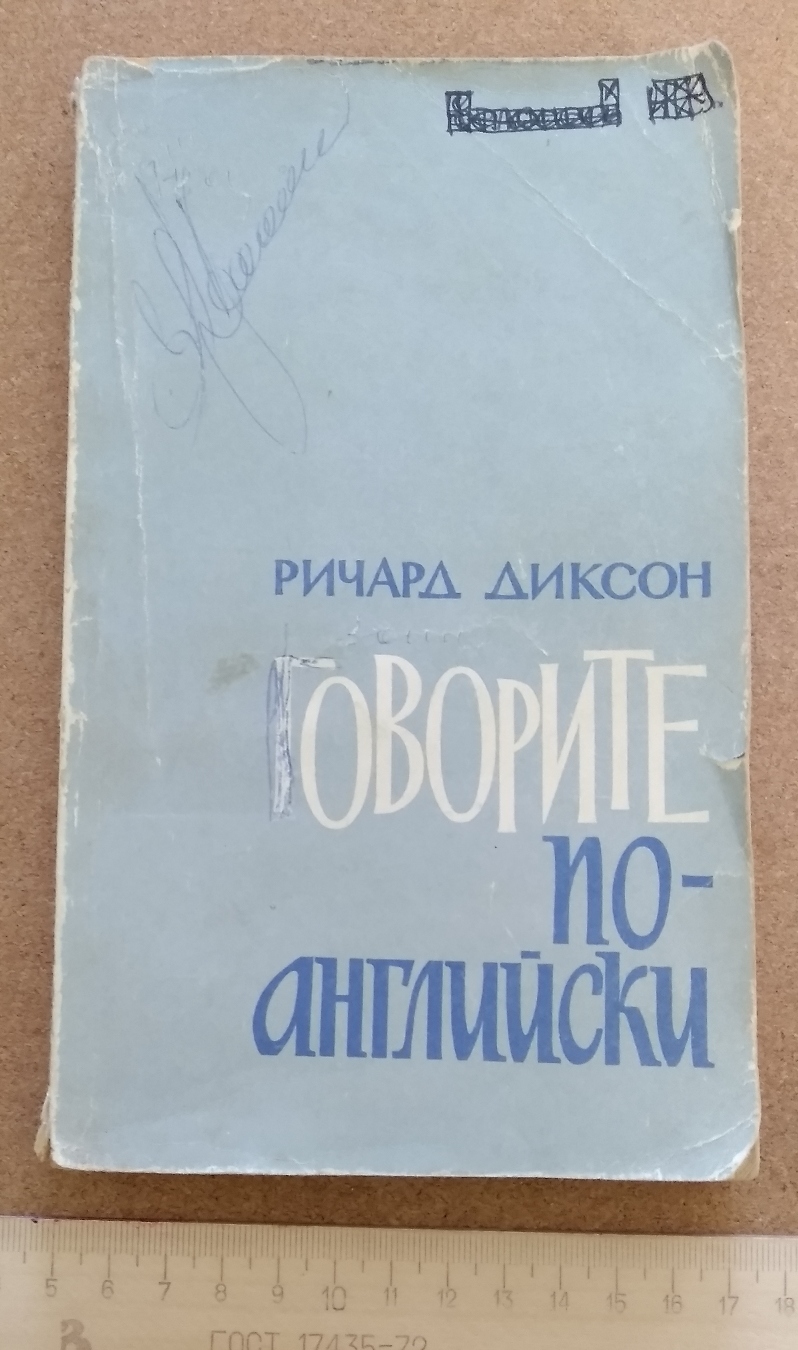 РИЧАРД ДИКСОН
ГОВОРИТЕ
ПО-
АНГЛИЙСКИ
5 6 7 8 9 10 11 12 13 14 15 16 17 18
ГОСТ 17435-72